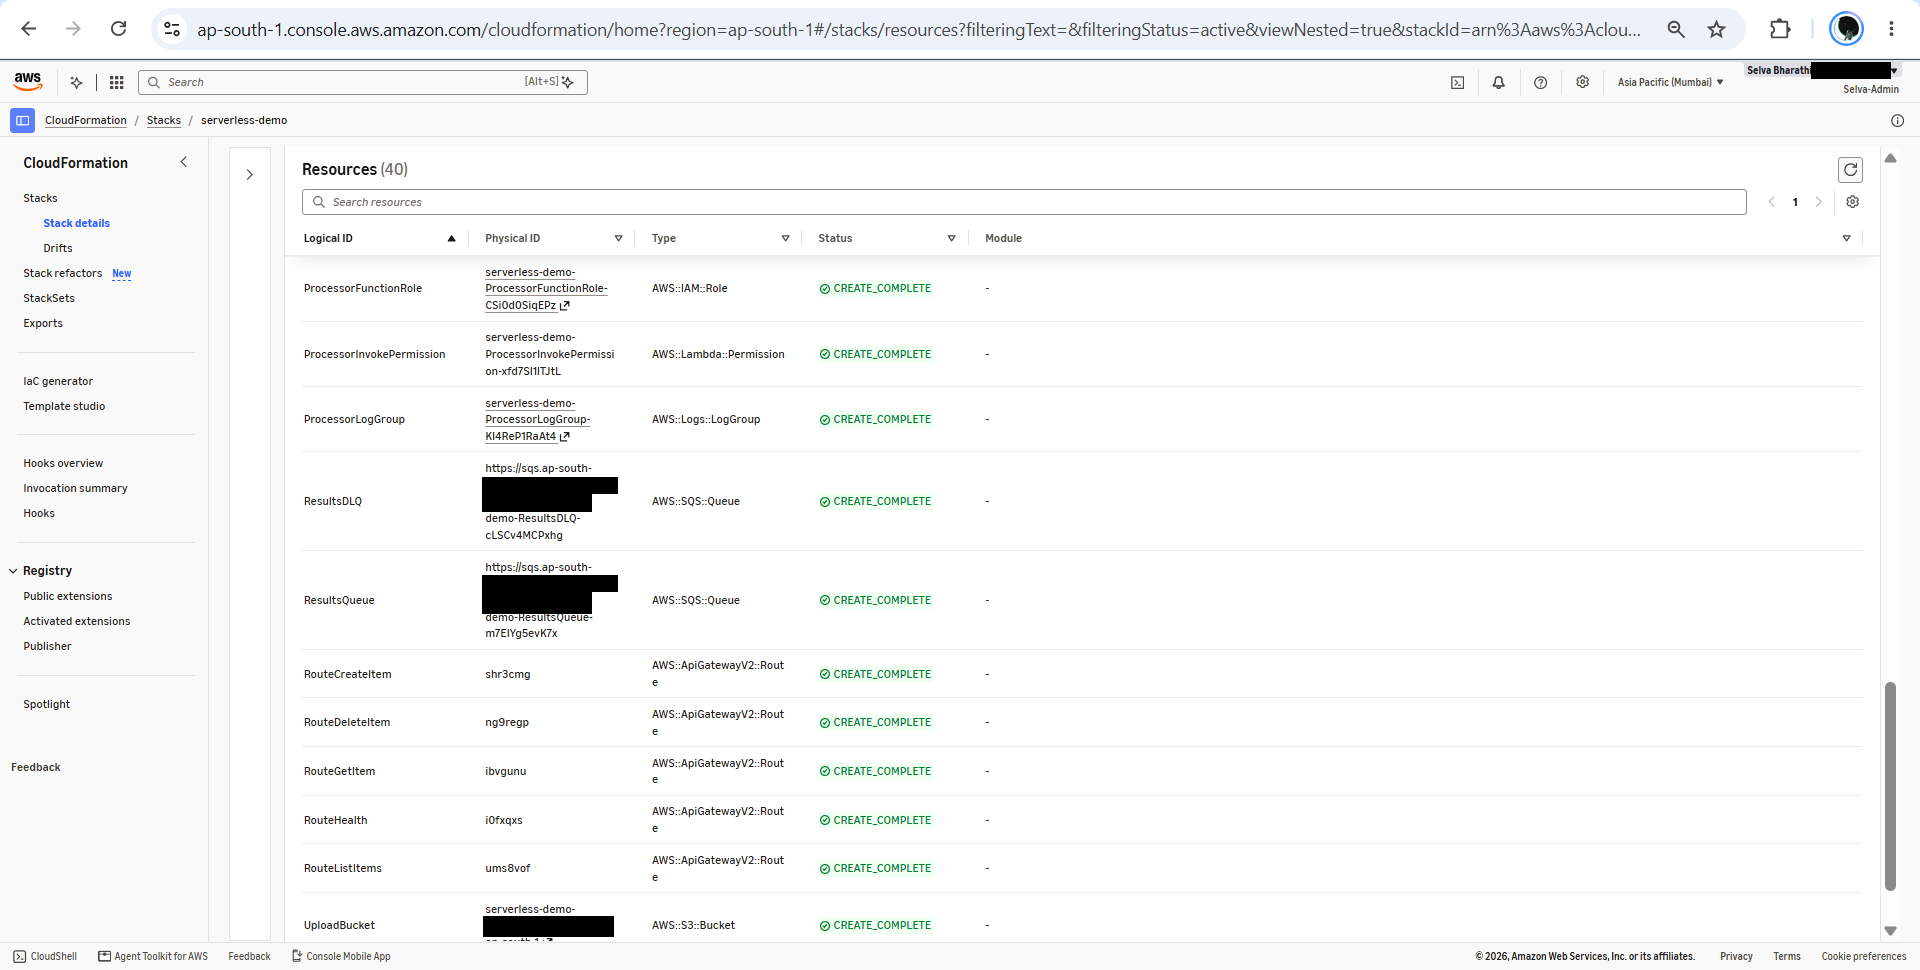 ap-south-1.console.aws.amazon.com/cloudformation/home?region=ap-south-1#/stacks/resources?filteringText=&filteringStatus=active&viewNested=true&stackId=arn%3Aaws%3Aclou...
aws
Search
[Alt+S]
Asia Pacific (Mumbai)
Selva Bharathi
Selva-Admin
CloudFormation / Stacks / serverless-demo
CloudFormation
Stacks
Stack details
Drifts
Stack refactors New
StackSets
Exports
IaC generator
Template studio
Hooks overview
Invocation summary
Hooks
Registry
Public extensions
Activated extensions
Publisher
Spotlight
Feedback
Resources (40)
Search resources
1
Logical ID Physical ID Type Status Module
serverless-demo-
ProcessorFunctionRole ProcessorFunctionRole- AWS::IAM::Role CREATE_COMPLETE -
CSi0d0SiqEPz
serverless-demo-
ProcessorInvokePermission ProcessorInvokePermissi AWS::Lambda::Permission CREATE_COMPLETE -
on-xfd7SI1ITJtL
serverless-demo-
ProcessorLogGroup ProcessorLogGroup- AWS::Logs::LogGroup CREATE_COMPLETE -
KI4ReP1RaAt4
https://sqs.ap-south-
ResultsDLQ AWS::SQS::Queue CREATE_COMPLETE -
demo-ResultsDLQ-
cLSCv4MCPxhg
https://sqs.ap-south-
ResultsQueue AWS::SQS::Queue CREATE_COMPLETE -
demo-ResultsQueue-
m7EIYg5evK7x
RouteCreateItem shr3cmg AWS::ApiGatewayV2::Rout CREATE_COMPLETE -
e
RouteDeleteItem ng9regp AWS::ApiGatewayV2::Rout CREATE_COMPLETE -
e
RouteGetItem ibvgunu AWS::ApiGatewayV2::Rout CREATE_COMPLETE -
e
RouteHealth i0fxqxs AWS::ApiGatewayV2::Rout CREATE_COMPLETE -
e
RouteListItems ums8vof AWS::ApiGatewayV2::Rout CREATE_COMPLETE -
e
serverless-demo-
UploadBucket AWS::S3::Bucket CREATE_COMPLETE -
CloudShell Agent Toolkit for AWS Feedback Console Mobile App © 2026, Amazon Web Services, Inc. or its affiliates. Privacy Terms Cookie preferences